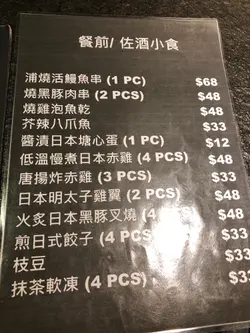 餐前/ 佐酒小食
浦燒活鰻魚串 (1 PC) $68
燒黑豚肉串 (2 PCS) $48
燒雞泡魚乾 $48
芥辣八爪魚 $33
醬漬日本塘心蛋 (1 PC) $12
低溫慢煮日本赤雞 (4 PCS) $48
唐揚炸赤雞 (3 PCS) $33
日本明太子雞翼 (2 PCS) $48
火炙日本黑豚叉燒 (4 $48
煎日式餃子 (4 PCS) $33
枝豆
抹茶軟凍 (4 PCS)